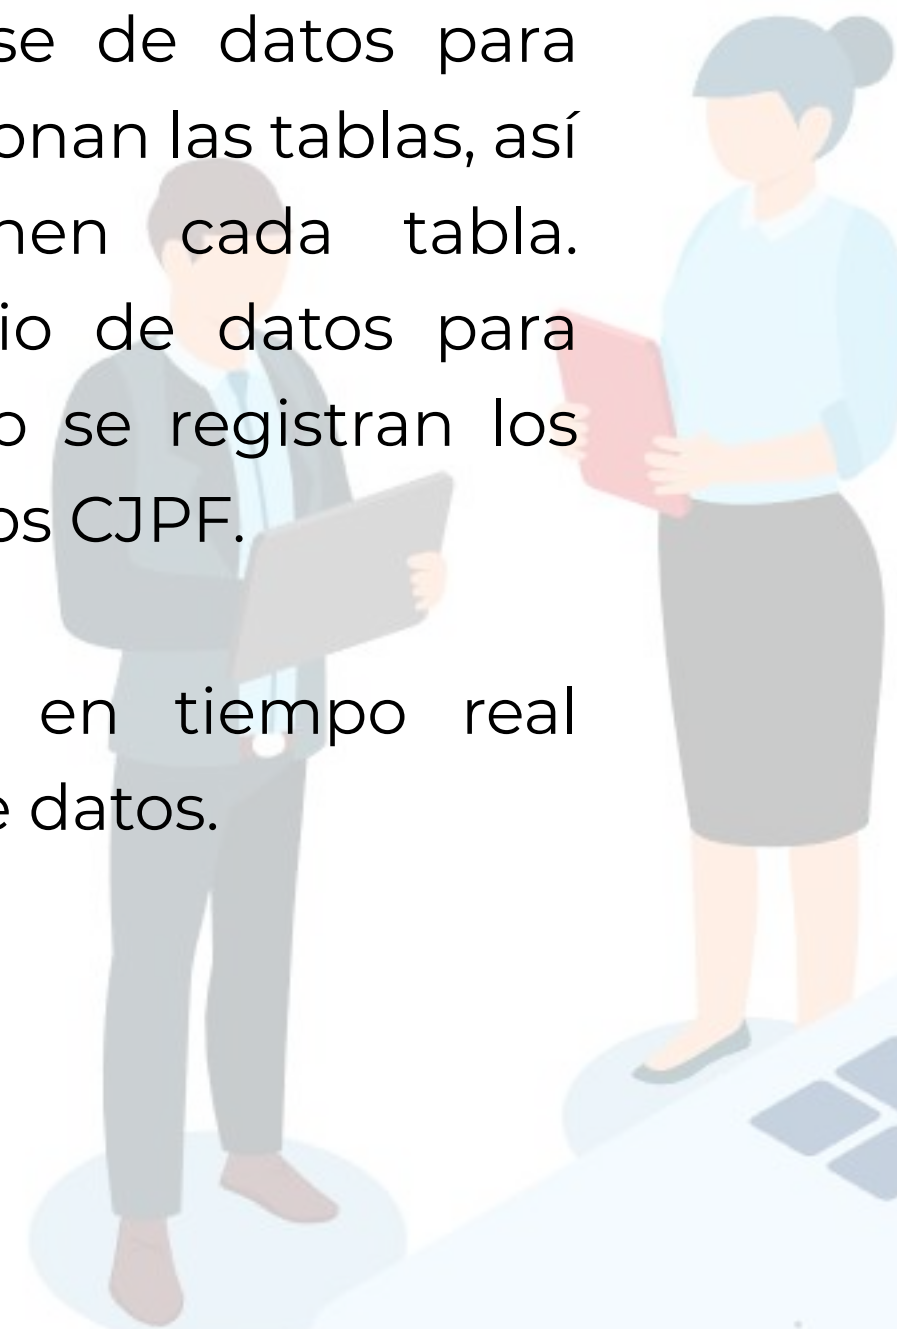 se de datos para
onan las tablas, así
nen cada tabla.
io de datos para
o se registran los
os CJPF.
en tiempo real
e datos.